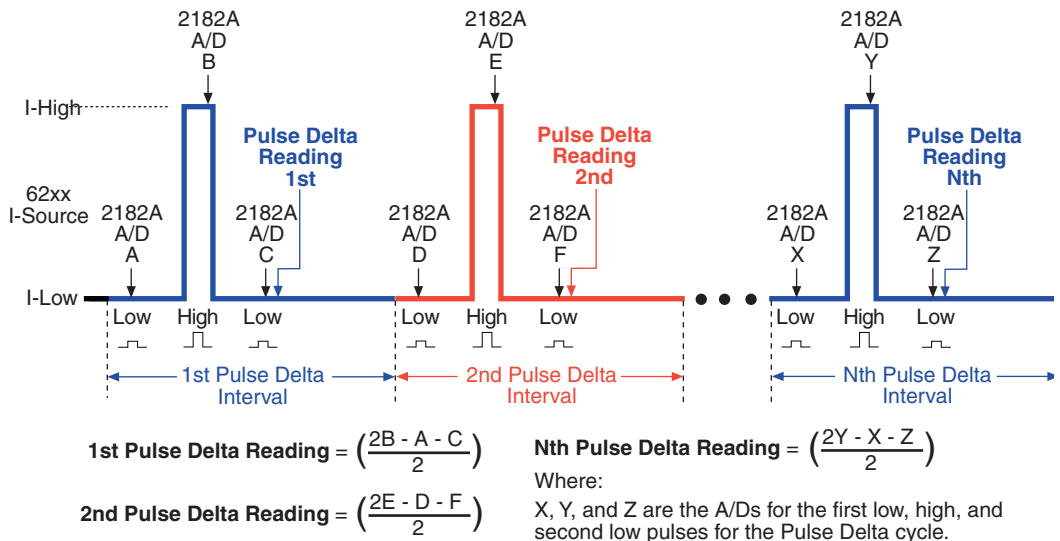 2182A
A/D
B
2182A
A/D
E
2182A
A/D
Y
I-High
Pulse Delta
Reading
1st
Pulse Delta
Reading
2nd
Pulse Delta
Reading
Nth
62xx
I-Source
2182A
A/D
A
2182A
A/D
C
2182A
A/D
D
2182A
A/D
F
2182A
A/D
X
2182A
A/D
Z
I-Low
Low High Low
Low High Low
Low High Low
1st Pulse Delta
Interval
2nd Pulse Delta
Interval
Nth Pulse Delta
Interval
1st Pulse Delta Reading = (2B - A - C / 2)
2nd Pulse Delta Reading = (2E - D - F / 2)
Nth Pulse Delta Reading = (2Y - X - Z / 2)
Where:
X, Y, and Z are the A/Ds for the first low, high, and
second low pulses for the Pulse Delta cycle.